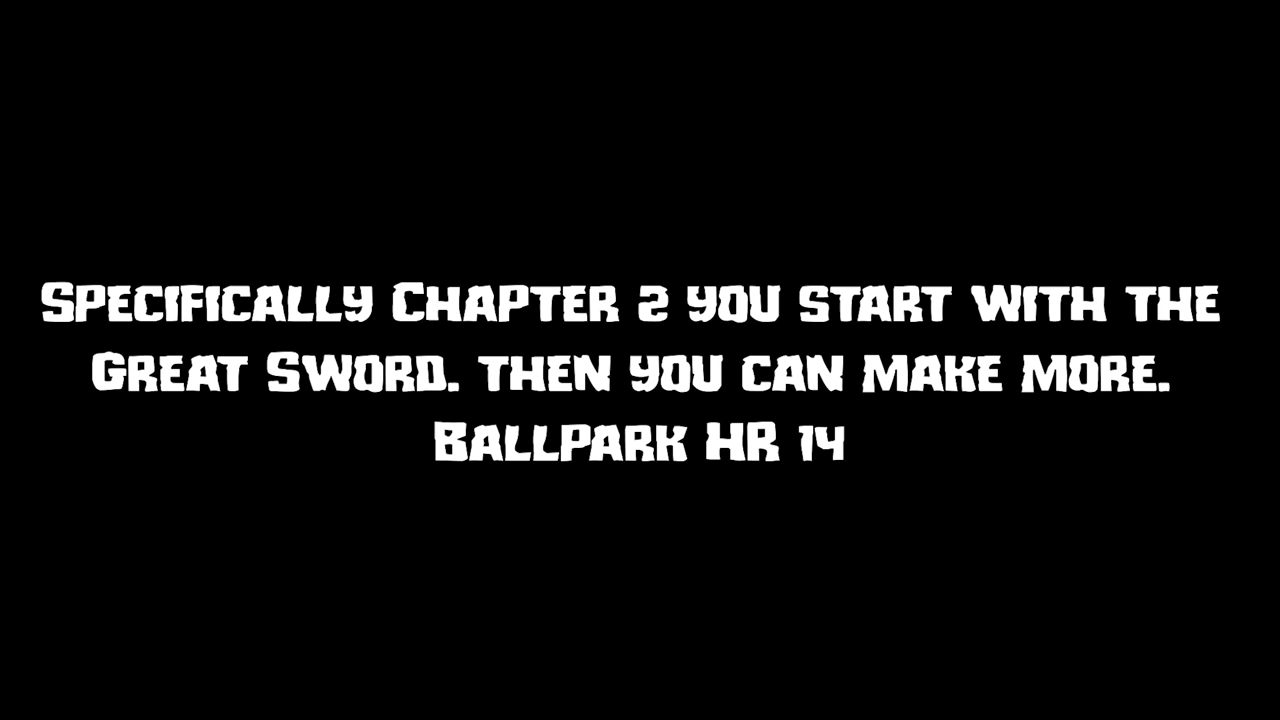 Specifically Chapter 2 you start with the
Great Sword. then you can make more.
Ballpark HR 14